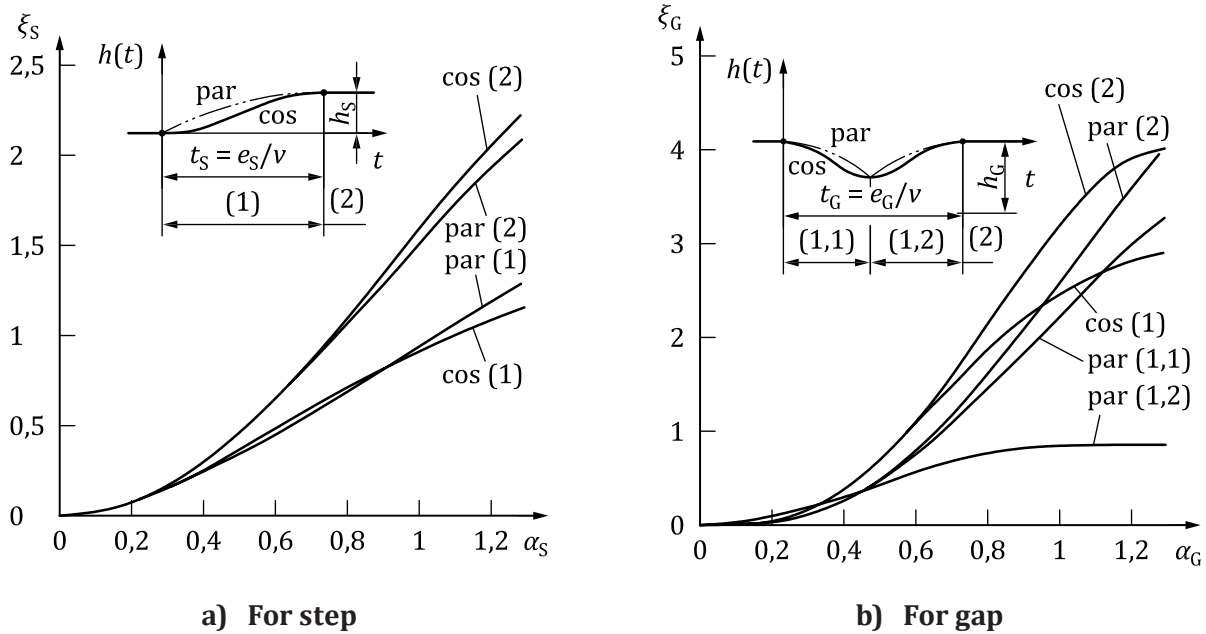 ξS
2,5
2
1,5
1
0,5
0
0
0,2
0,4
0,6
0,8
1
1,2
αS
h(t)
par
cos
hS
t
tS = eS/v
(1)
(2)
cos (2)
par (2)
par (1)
cos (1)
a) For step
ξG
5
4
3
2
1
0
0
0,2
0,4
0,6
0,8
1
1,2
αG
h(t)
par
cos
hG
t
tG = eG/v
(1,1)
(1,2)
(2)
cos (2)
par (2)
cos (1)
par (1,1)
par (1,2)
b) For gap